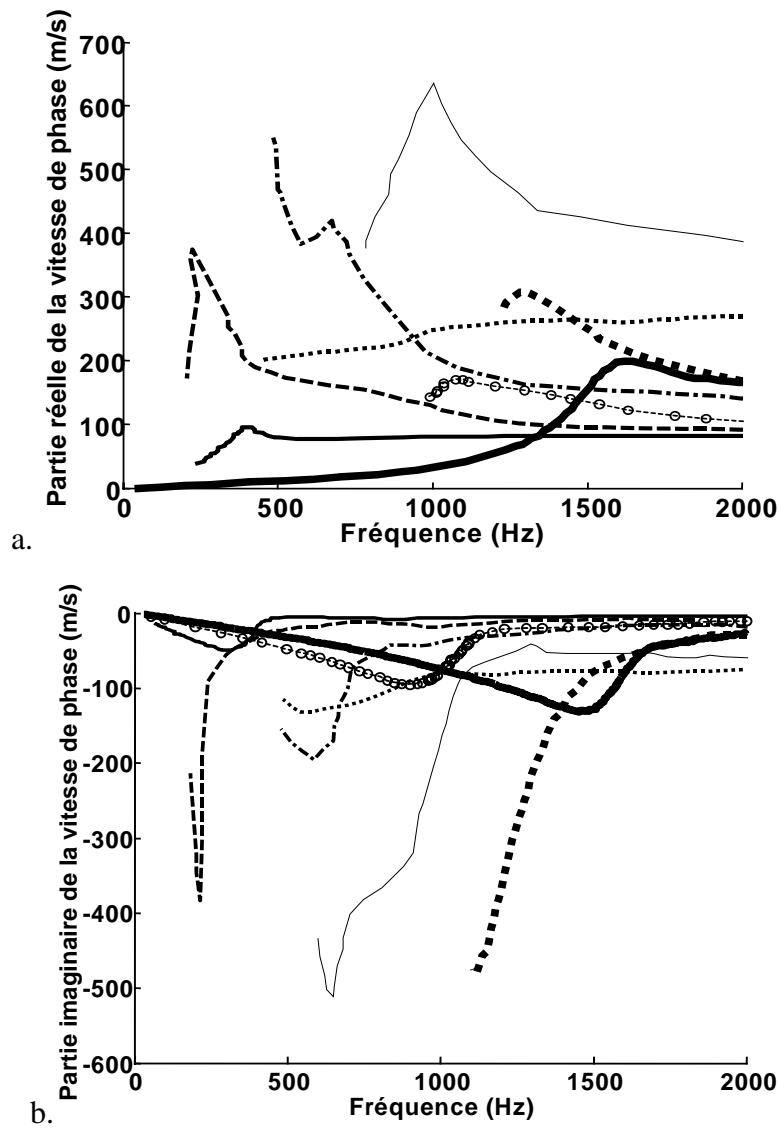 Partie réelle de la vitesse de phase (m/s)
700
600
500
400
300
200
100
0
0 500 1000 1500 2000
Fréquence (Hz)
a.
Partie imaginaire de la vitesse de phase (m/s)
0
-100
-200
-300
-400
-500
-600
0 500 1000 1500 2000
Fréquence (Hz)
b.